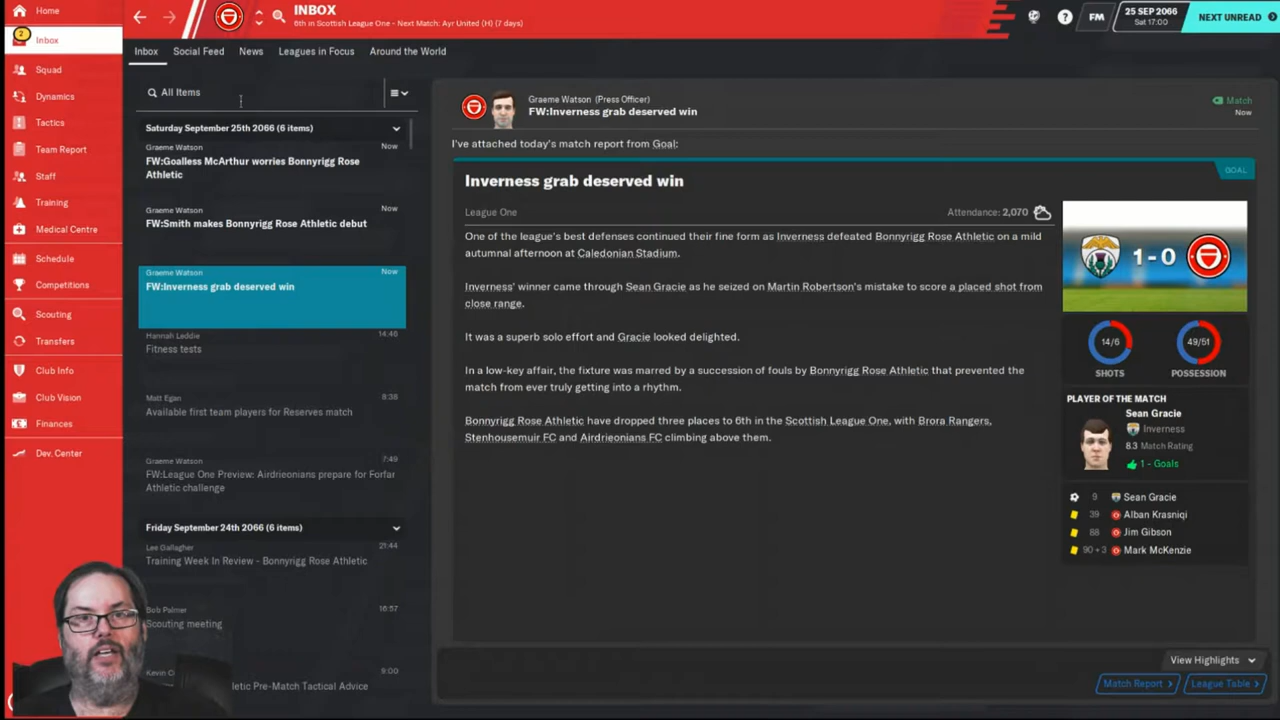 Home
2
Inbox
Squad
Dynamics
Tactics
Team Report
Staff
Training
Medical Centre
Schedule
Competitions
Scouting
Transfers
Club Info
Club Vision
Finances
Dev. Center
INBOX
6th in Scottish League One - Next Match: Ayr United (H) (7 days)
FM
25 SEP 2066
Sat 17:00
NEXT UNREAD
Inbox
Social Feed
News
Leagues in Focus
Around the World
All Items
Saturday September 25th 2066 (6 items)
Graeme Watson
Now
FW:Goalless McArthur worries Bonnyrigg Rose
Athletic
Graeme Watson
Now
FW:Smith makes Bonnyrigg Rose Athletic debut
Graeme Watson
Now
FW:Inverness grab deserved win
Hannah Leddie
14:46
Fitness tests
Matt Egan
8:36
Available first team players for Reserves match
Graeme Watson
7:49
FW:League One Preview: Airdrieonians prepare for Forfar
Athletic challenge
Friday September 24th 2066 (6 items)
Lee Gallagher
21:44
Training Week In Review - Bonnyrigg Rose Athletic
Bob Palmer
16:57
Scouting meeting
9:00
letic Pre-Match Tactical Advice
Graeme Watson (Press Officer)
FW:Inverness grab deserved win
Match
Now
I've attached today's match report from Goal:
GOAL
Inverness grab deserved win
League One
Attendance: 2,070
One of the league's best defenses continued their fine form as Inverness defeated Bonnyrigg Rose Athletic on a mild
autumnal afternoon at Caledonian Stadium.
Inverness' winner came through Sean Gracie as he seized on Martin Robertson's mistake to score a placed shot from
close range.
It was a superb solo effort and Gracie looked delighted.
In a low-key affair, the fixture was marred by a succession of fouls by Bonnyrigg Rose Athletic that prevented the
match from ever truly getting into a rhythm.
Bonnyrigg Rose Athletic have dropped three places to 6th in the Scottish League One, with Brora Rangers,
Stenhousemuir FC and Airdrieonians FC climbing above them.
1 - 0
14/6
49/51
SHOTS
POSSESSION
PLAYER OF THE MATCH
Sean Gracie
Inverness
8.3 Match Rating
1 - Goals
9 Sean Gracie
39 Alban Krasniqi
88 Jim Gibson
90 + 3 Mark McKenzie
View Highlights
Match Report
League Table